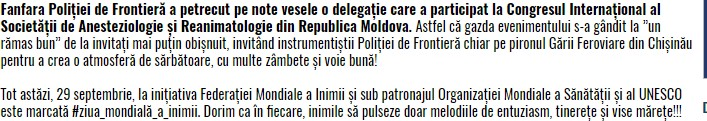 Fanfara Poliției de Frontieră a petrecut pe note vesele o delegație care a participat la Congresul Internațional al
Societății de Anesteziologie și Reanimatologie din Republica Moldova. Astfel că gazda evenimentului s-a gândit la ”un
rămas bun” de la invitați mai puțin obișnuit, invitând instrumentiștii Poliției de Frontieră chiar pe pironul Gării Feroviare din Chișinău
pentru a crea o atmosferă de sărbătoare, cu multe zâmbete și voie bună!
Tot astăzi, 29 septembrie, la inițiativa Federației Mondiale a Inimii și sub patronajul Organizației Mondiale a Sănătății și al UNESCO
este marcată #ziua_mondială_a_inimii. Dorim ca în fiecare, inimile să pulseze doar melodiile de entuziasm, tinerețe și vise mărețe!!!